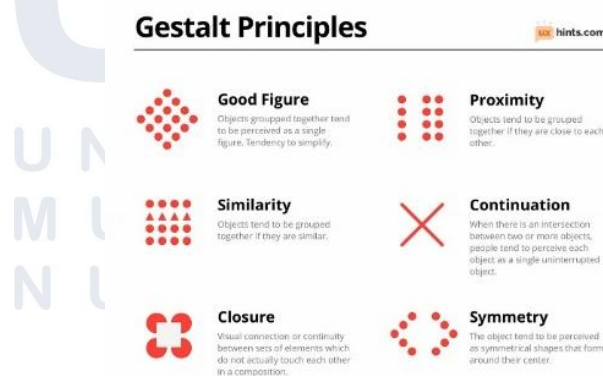 Gestalt Principles
ux hints.com
Good Figure
Objects groupped together tend
to be perceived as a single
figure. Tendency to simplify.
Proximity
Objects tend to be grouped
together if they are close to each
other.
Similarity
Objects tend to be grouped
together if they are similar.
Continuation
When there is an intersection
between two or more objects,
people tend to perceive each
object as a single uninterrupted
object.
Closure
Visual connection or continuity
between sets of elements which
do not actually touch each other
in a composition.
Symmetry
The object tend to be perceived
as symmetrical shapes that form
around their center.
U N
M U
N U